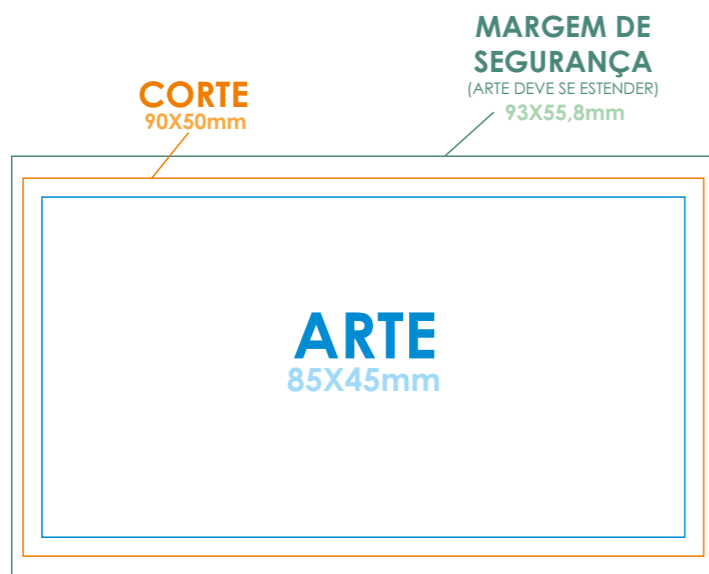 MARGEM DE
SEGURANÇA
(ARTE DEVE SE ESTENDER)
93X55,8mm
CORTE
90X50mm
ARTE
85X45mm